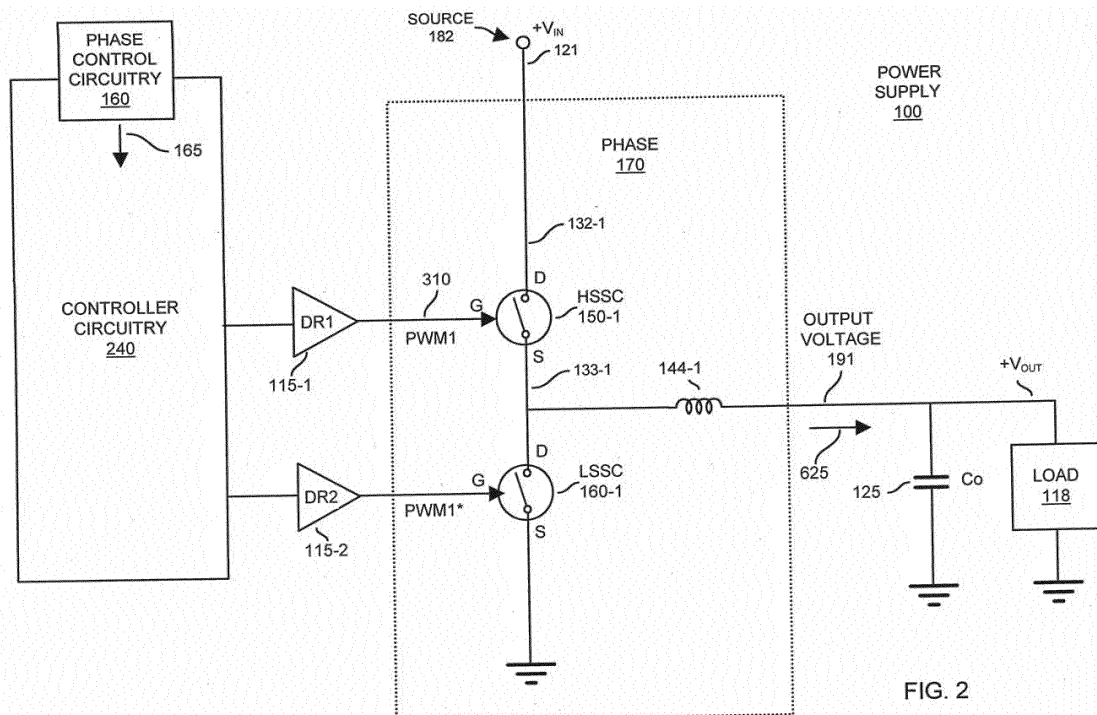 SOURCE
182
+VIN
121
PHASE
CONTROL
CIRCUITRY
160
165
POWER
SUPPLY
100
PHASE
170
132-1
CONTROLLER
CIRCUITRY
240
DR1
115-1
310
PWM1
G
D
S
HSSC
150-1
133-1
144-1
OUTPUT
VOLTAGE
191
+VOUT
625
DR2
115-2
PWM1*
G
D
S
LSSC
160-1
125
Co
LOAD
118
FIG. 2